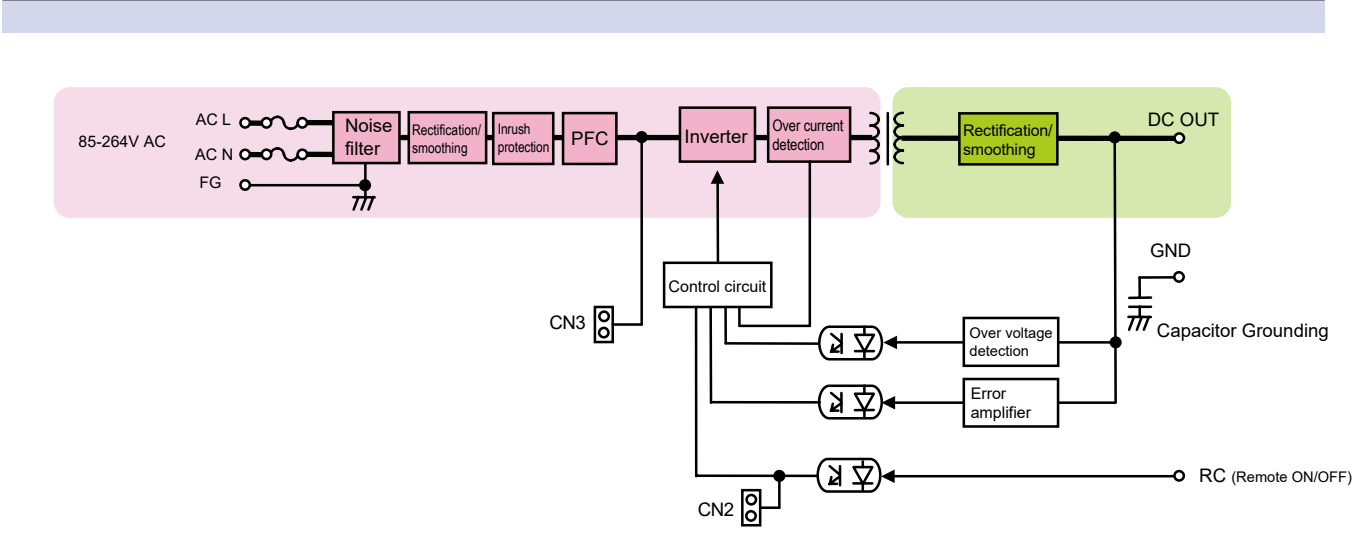 85-264V AC
AC L
AC N
FG
Noise
filter
Rectification/
smoothing
Inrush
protection
PFC
Inverter
Over current
detection
Rectification/
smoothing
DC OUT
GND
Capacitor Grounding
Control circuit
CN3
Over voltage
detection
Error
amplifier
RC (Remote ON/OFF)
CN2